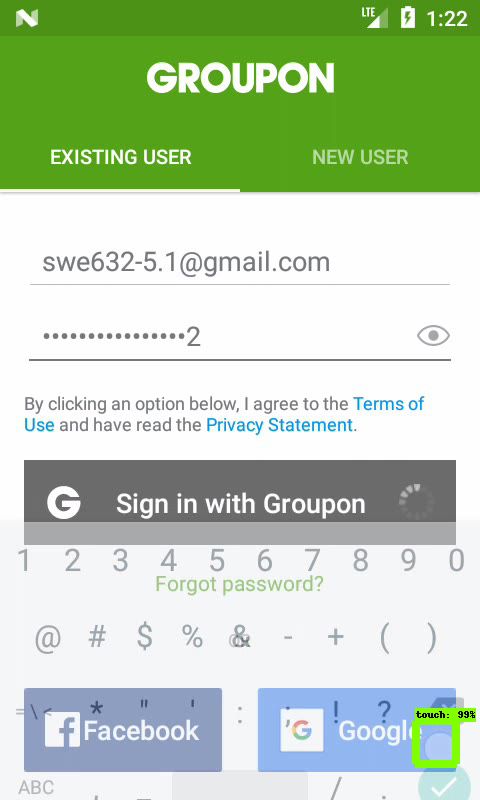 LTE 1:22
GROUPON
EXISTING USER NEW USER
swe632-5.1@gmail.com
••••••••••••••••2
By clicking an option below, I agree to the Terms of
Use and have read the Privacy Statement.
G Sign in with Groupon
1 2 3 4 5 6 7 8 9 0
Forgot password?
@ # $ % & - + ( )
= \ < * " ' : ; ! ?
touch: 99%
f Facebook G Google
ABC , _ / .